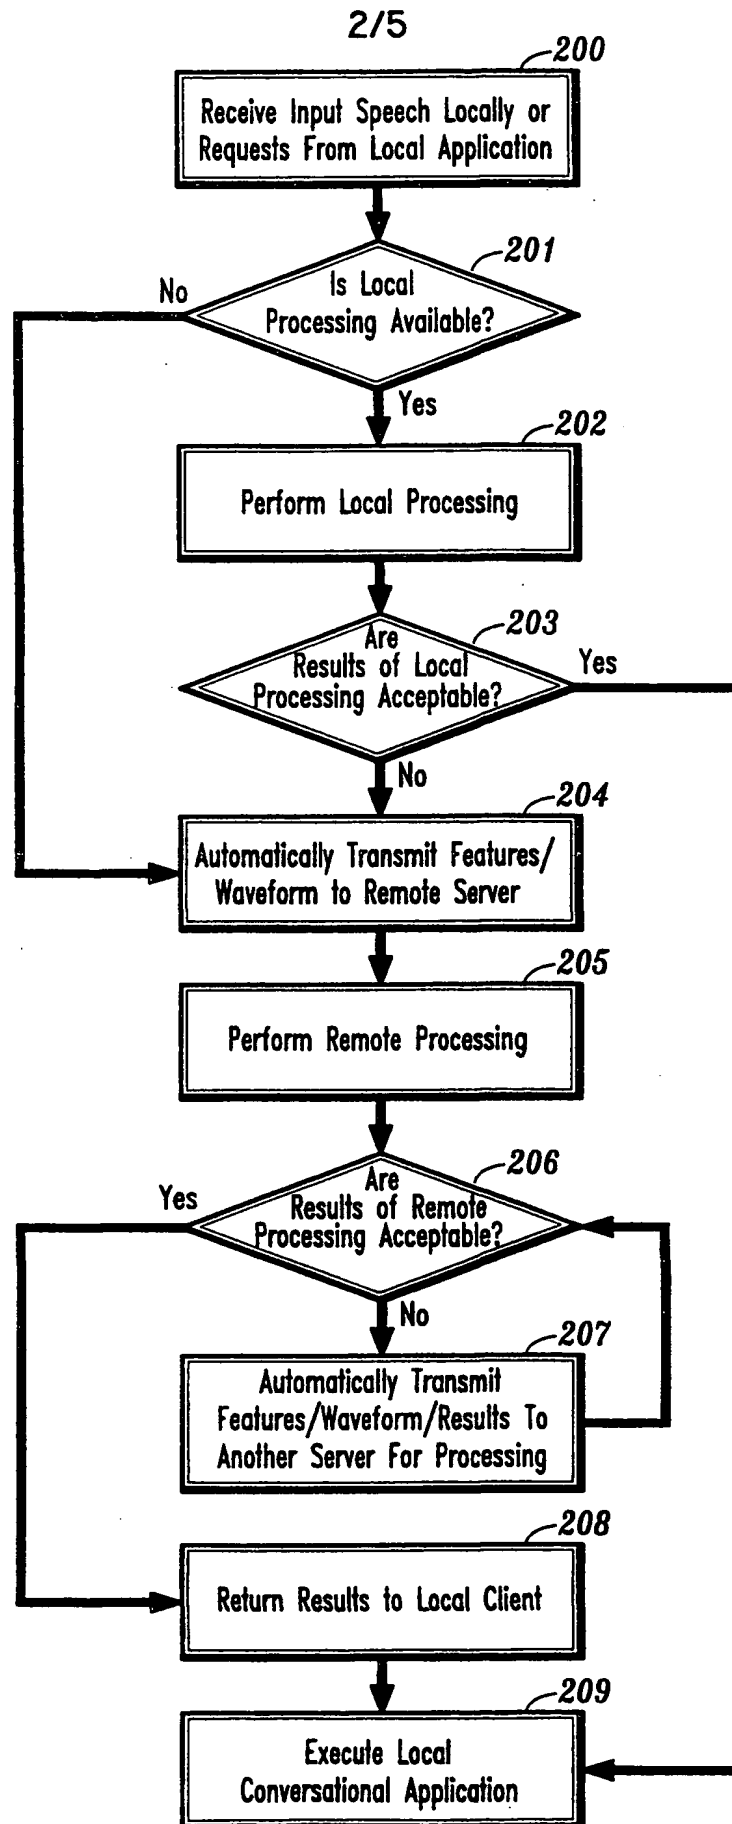 2/5
200
Receive Input Speech Locally or
Requests From Local Application
201
Is Local
Processing Available?
No
Yes
202
Perform Local Processing
203
Are
Results of Local
Processing Acceptable?
Yes
No
204
Automatically Transmit Features/
Waveform to Remote Server
205
Perform Remote Processing
206
Are
Results of Remote
Processing Acceptable?
Yes
No
207
Automatically Transmit
Features/Waveform/Results To
Another Server For Processing
208
Return Results to Local Client
209
Execute Local
Conversational Application